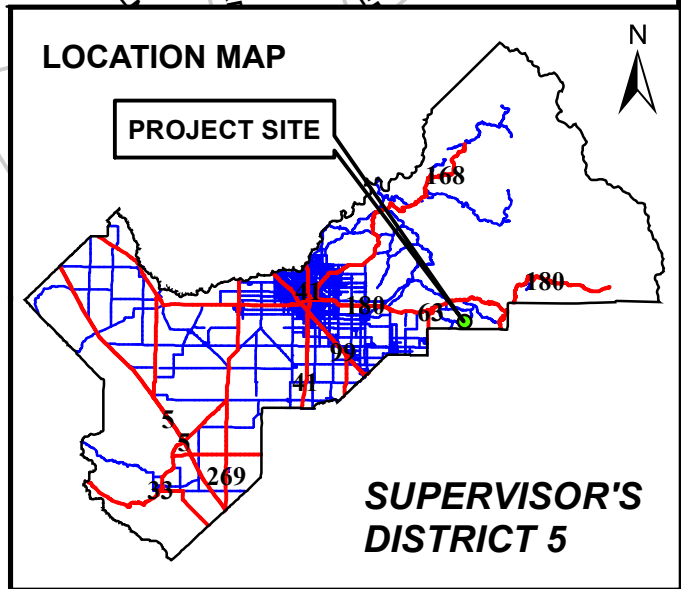 LOCATION MAP
N
PROJECT SITE
168
180
41
180
63
99
41
5
5
269
33
SUPERVISOR'S
DISTRICT 5